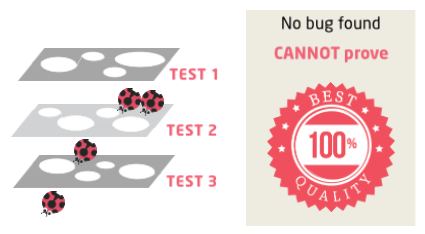 TEST 1
TEST 2
TEST 3
No bug found
CANNOT prove
BEST
100%
QUALITY